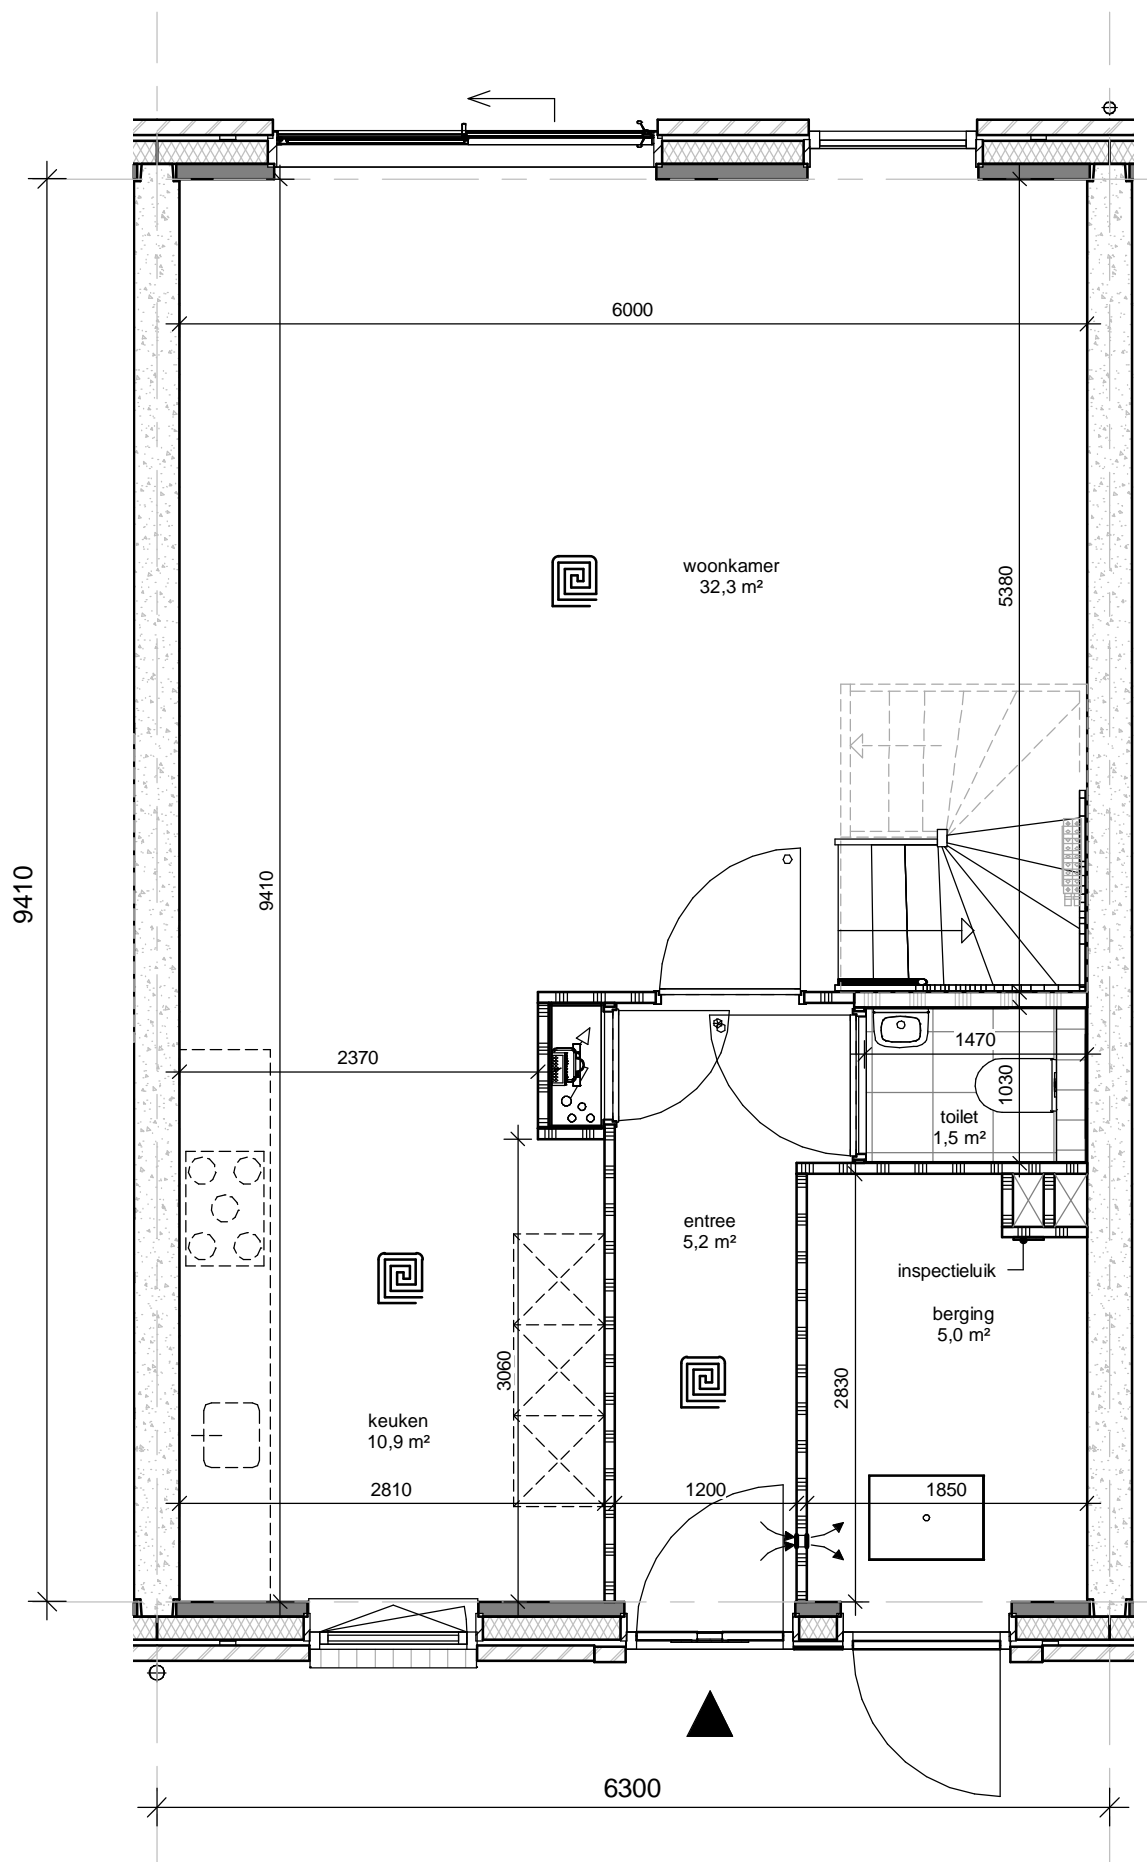 6000
woonkamer
32,3 m²
5380
9410
9410
2370
1470
1030
toilet
1,5 m²
entree
5,2 m²
inspectieluik
berging
5,0 m²
3060
2830
keuken
10,9 m²
2810
1200
1850
6300